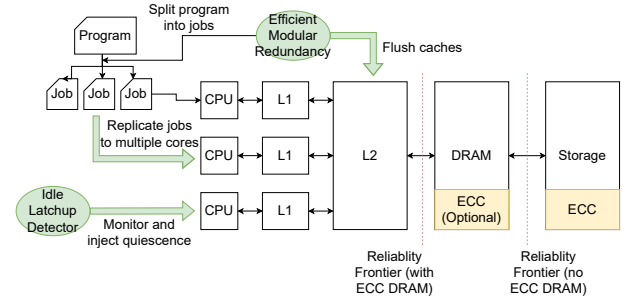 Split program
into jobs
Efficient
Modular
Redundancy
Program
Flush caches
Job
Job
Job
CPU
L1
Replicate jobs
to multiple cores
CPU
L1
L2
DRAM
Storage
Idle
Latchup
Detector
Monitor and
inject quiescence
CPU
L1
ECC
(Optional)
ECC
Reliablity
Frontier (with
ECC DRAM)
Reliablity
Frontier (no
ECC DRAM)